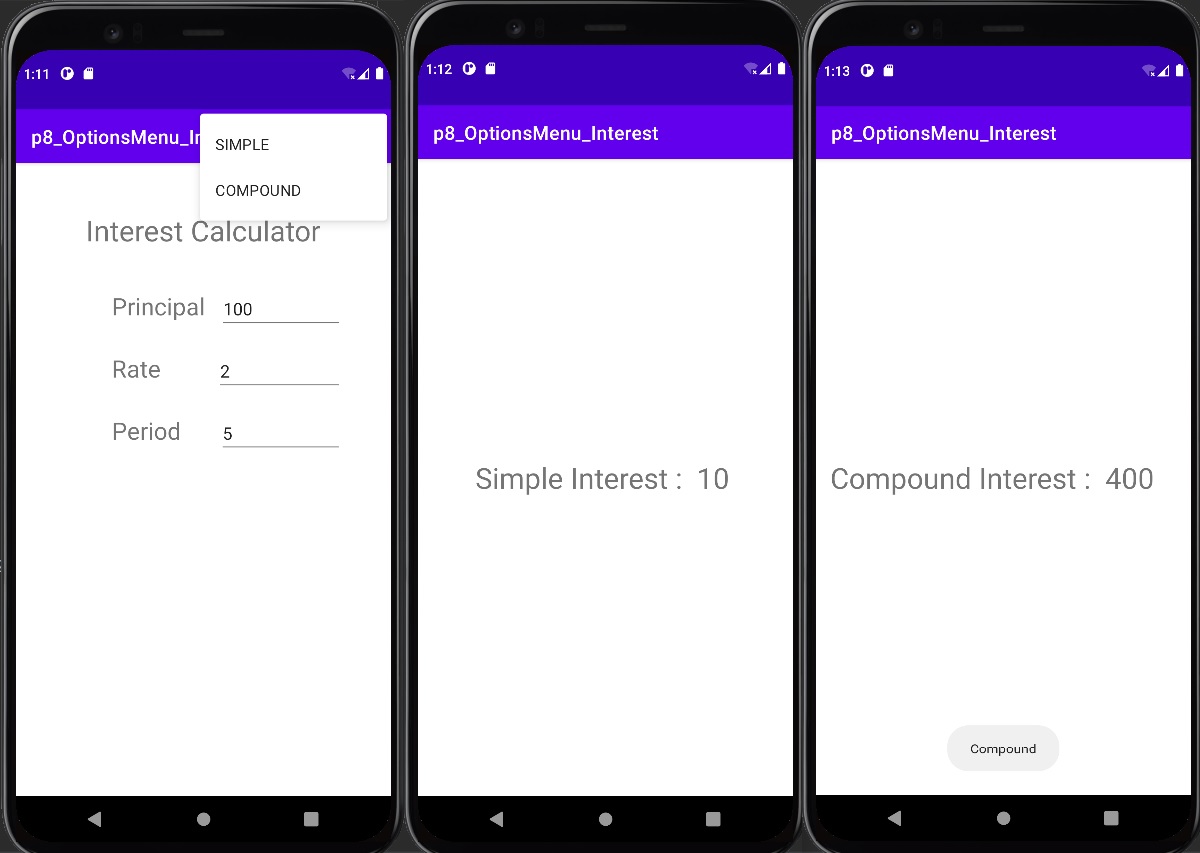 1:11
p8_OptionsMenu_In
SIMPLE
COMPOUND
Interest Calculator
Principal 100
Rate 2
Period 5
1:12
p8_OptionsMenu_Interest
Simple Interest : 10
1:13
p8_OptionsMenu_Interest
Compound Interest : 400
Compound